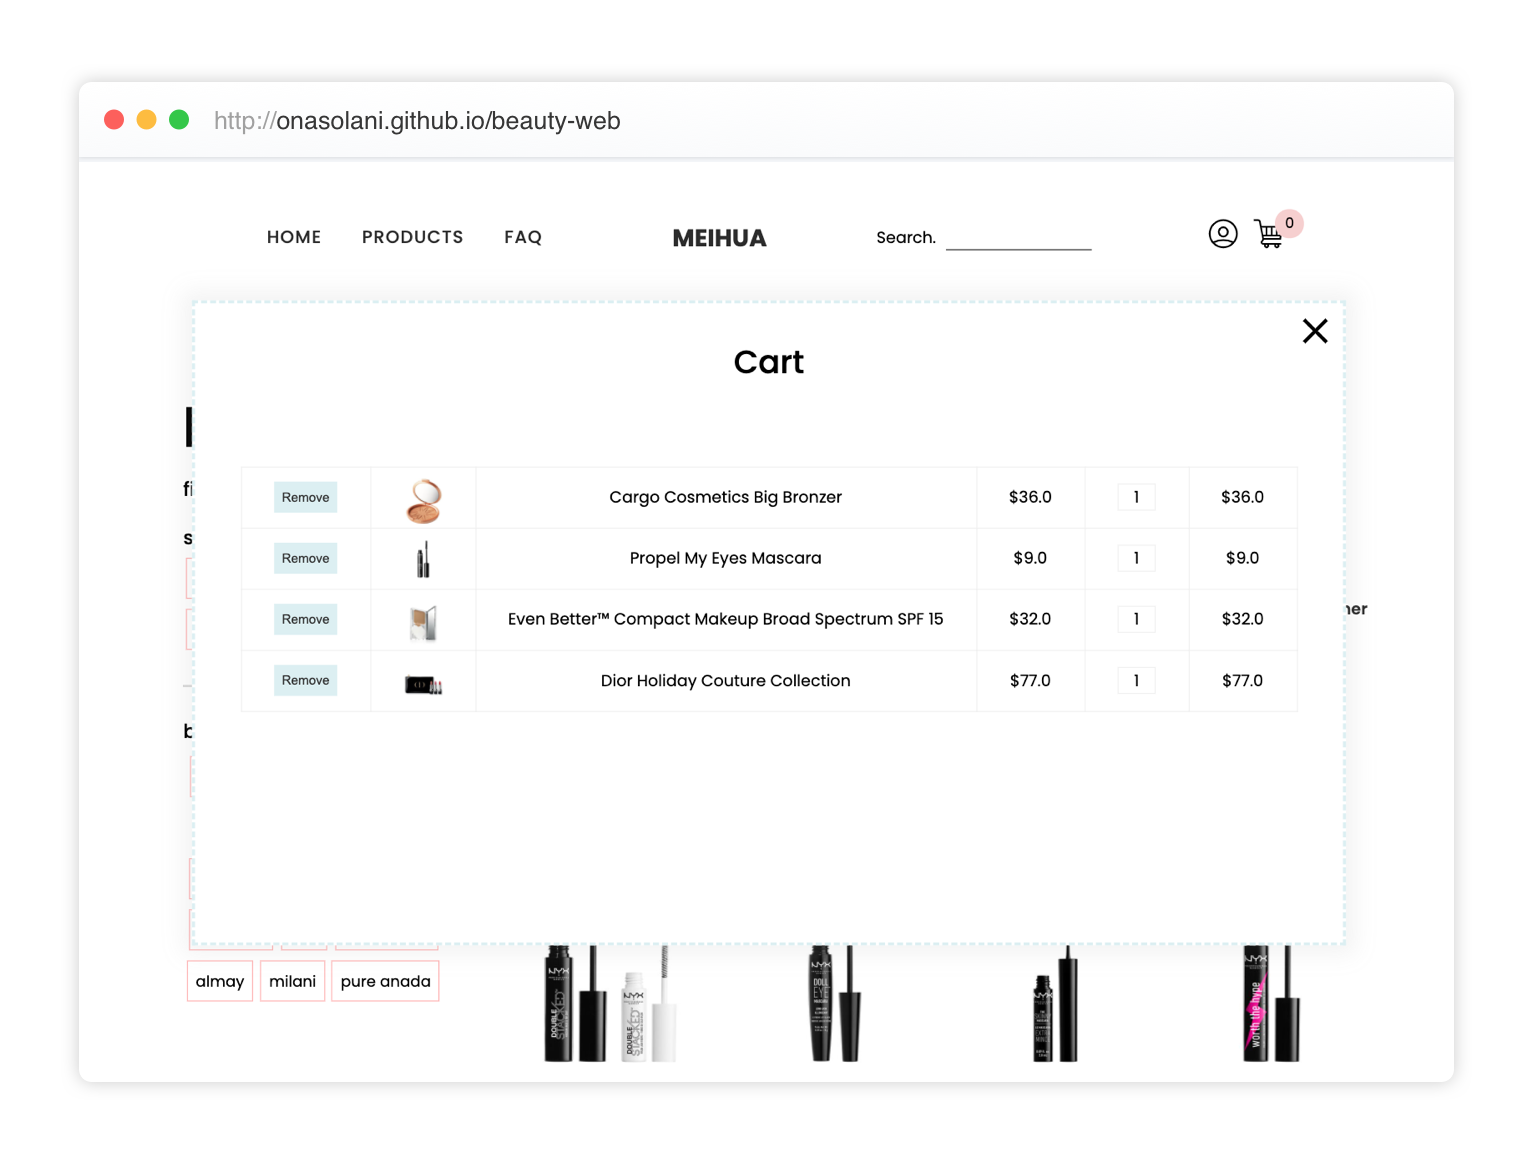 http://onasolani.github.io/beauty-web
HOME PRODUCTS FAQ MEIHUA Search. 0
Cart
Remove Cargo Cosmetics Big Bronzer $36.0 1 $36.0
Remove Propel My Eyes Mascara $9.0 1 $9.0
Remove Even Better™ Compact Makeup Broad Spectrum SPF 15 $32.0 1 $32.0
Remove Dior Holiday Couture Collection $77.0 1 $77.0
almay milani pure anada
NYX
DOUBLE
STACKED
NYX
DOUBLE
STACKED
NYX
DOLL
EYE
NYX
NYX
worth the hype